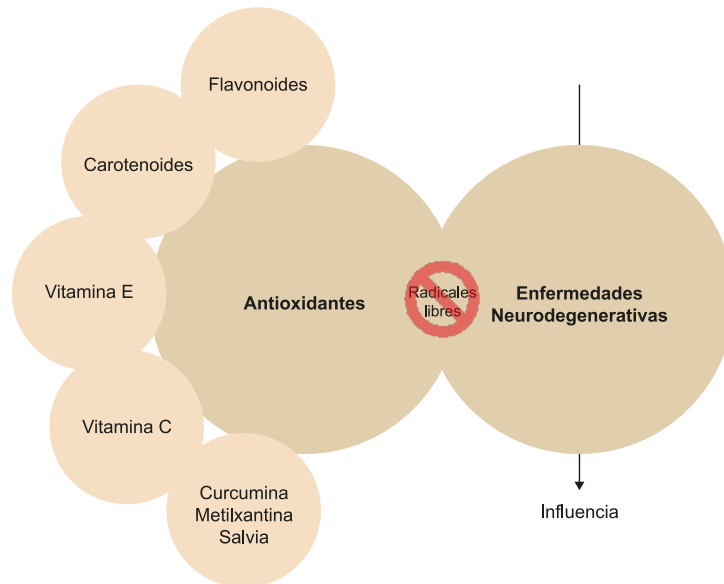 Flavonoides
Carotenoides
Vitamina E
Antioxidantes
Radicales
libres
Enfermedades
Neurodegenerativas
Vitamina C
Curcumina
Metilxantina
Salvia
Influencia